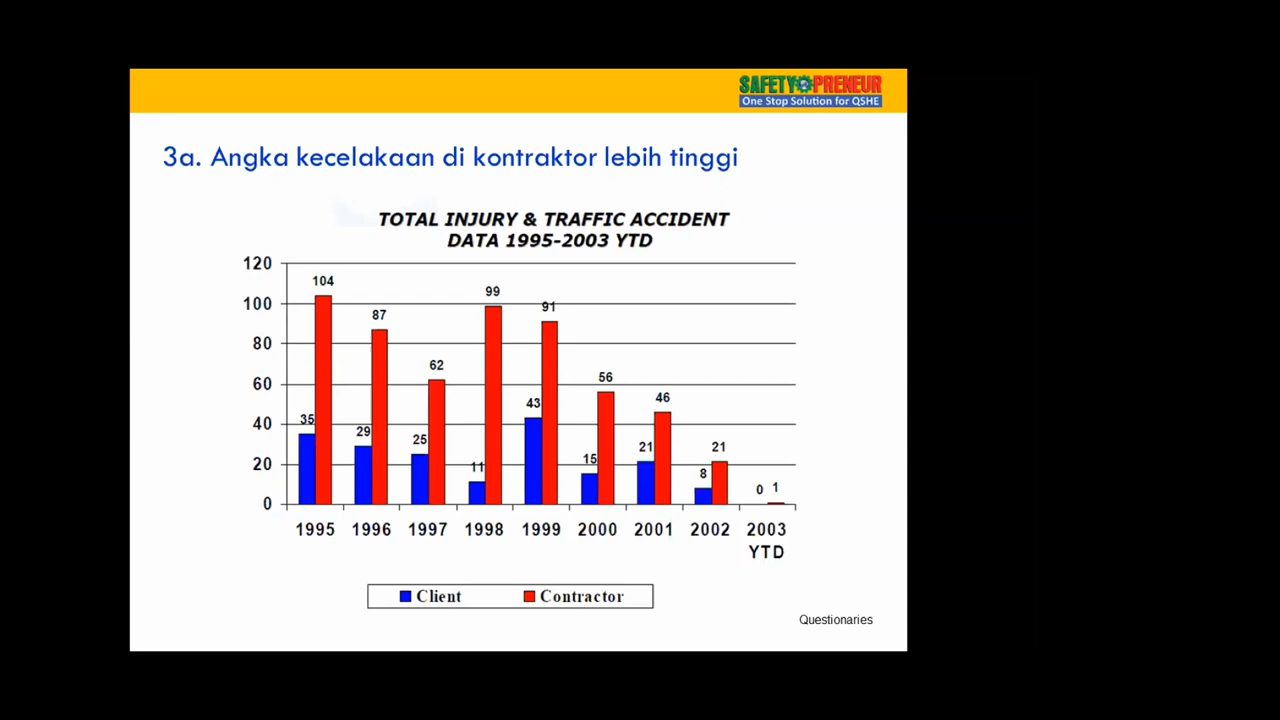 SAFETYPRENEUR
One Stop Solution for QSHE
3a. Angka kecelakaan di kontraktor lebih tinggi
TOTAL INJURY & TRAFFIC ACCIDENT
DATA 1995-2003 YTD
120
100
80
60
40
20
0
104
87
62
99
91
56
46
21
1
35
29
25
11
43
15
21
8
0
1995 1996 1997 1998 1999 2000 2001 2002 2003
YTD
Client Contractor
Questionaries